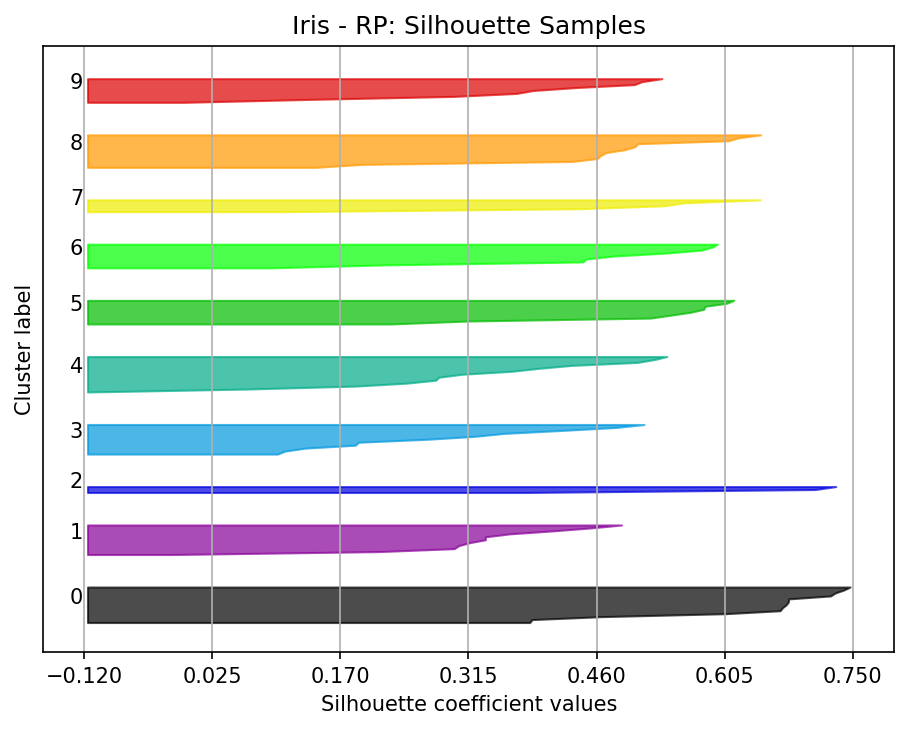 Iris - RP: Silhouette Samples
Cluster label
9
8
7
6
5
4
3
2
1
0
−0.120 0.025 0.170 0.315 0.460 0.605 0.750
Silhouette coefficient values